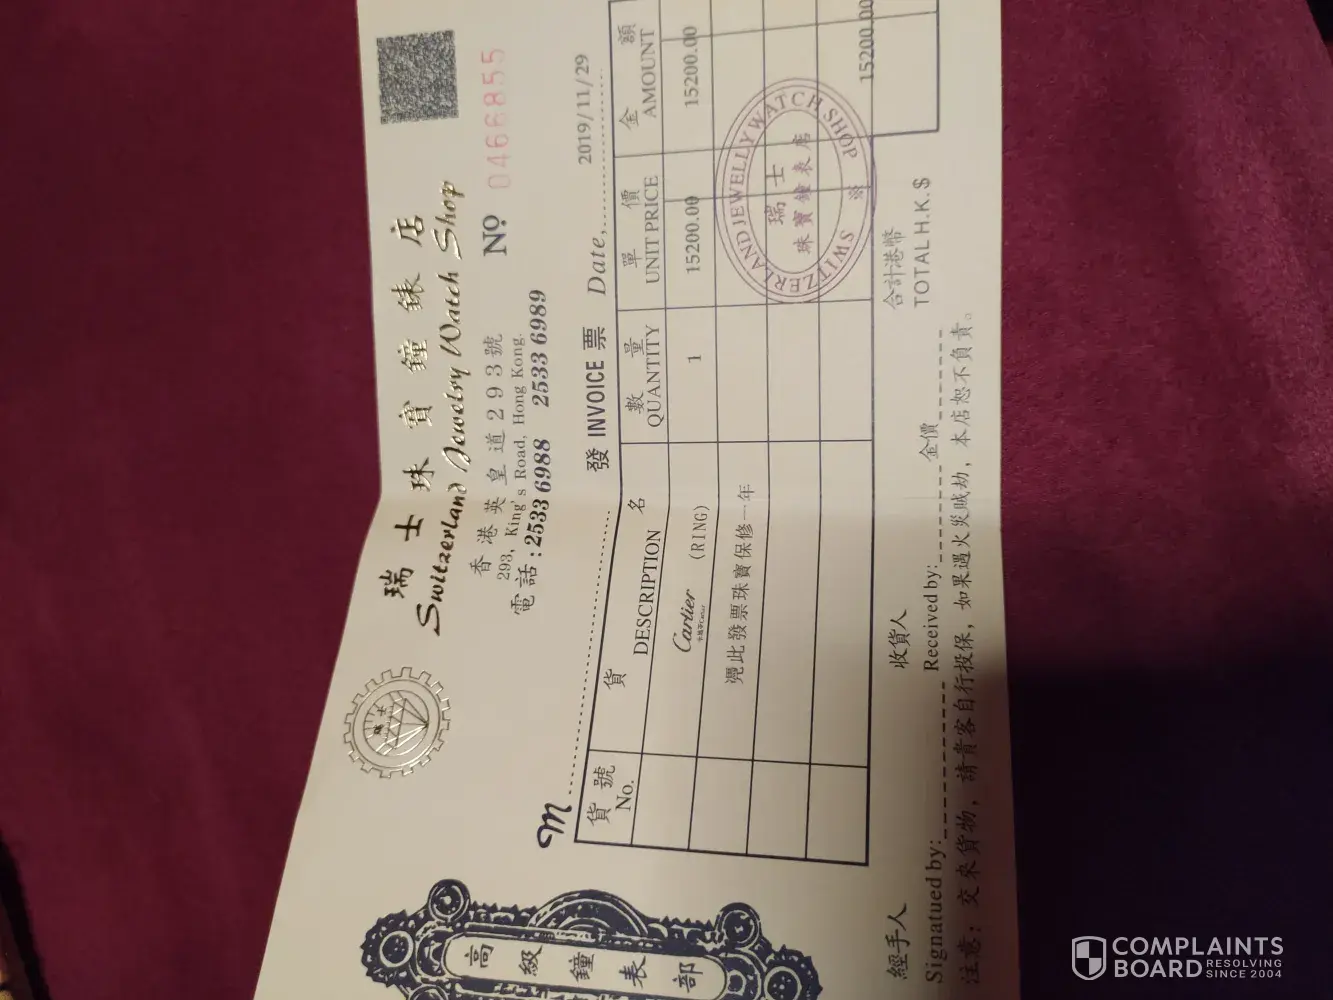 瑞士珠寶鐘錶店
Switzerland Jewelry Watch Shop
香港英皇道293號
293, King's Road, Hong Kong.
電話:2533 6988 2533 6989
Nº 0466855
M
發 INVOICE 票
Date, 2019/11/29
貨號 貨名 數量 單價 金額
No. DESCRIPTION QUANTITY UNIT PRICE AMOUNT
Cartier (RING) 1 15200.00 15200.00
凴此發票珠寶保修一年
SWITZERLAND JEWELLY WATCH SHOP
瑞士
珠寶鐘表店
合計港幣
TOTAL H.K.$ 15200.00
經手人 收貨人
Signatued by: Received by: 金價
注意:交來貨物,請貴客自行投保,如果遇火災賊劫,本店恕不負責。
瑞士
高級鐘表部
COMPLAINTS
BOARD RESOLVING
SINCE 2004